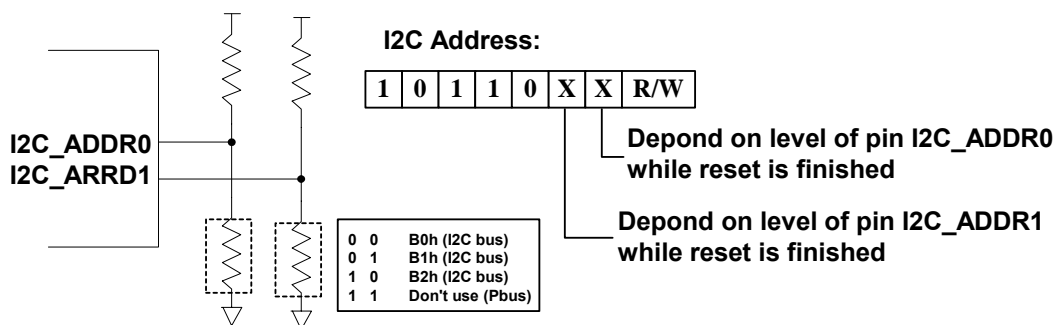 I2C Address:
1 0 1 1 0 X X R/W
I2C_ADDR0
I2C_ARRD1
Depond on level of pin I2C_ADDR0
while reset is finished
Depond on level of pin I2C_ADDR1
while reset is finished
0 0 B0h (I2C bus)
0 1 B1h (I2C bus)
1 0 B2h (I2C bus)
1 1 Don't use (Pbus)